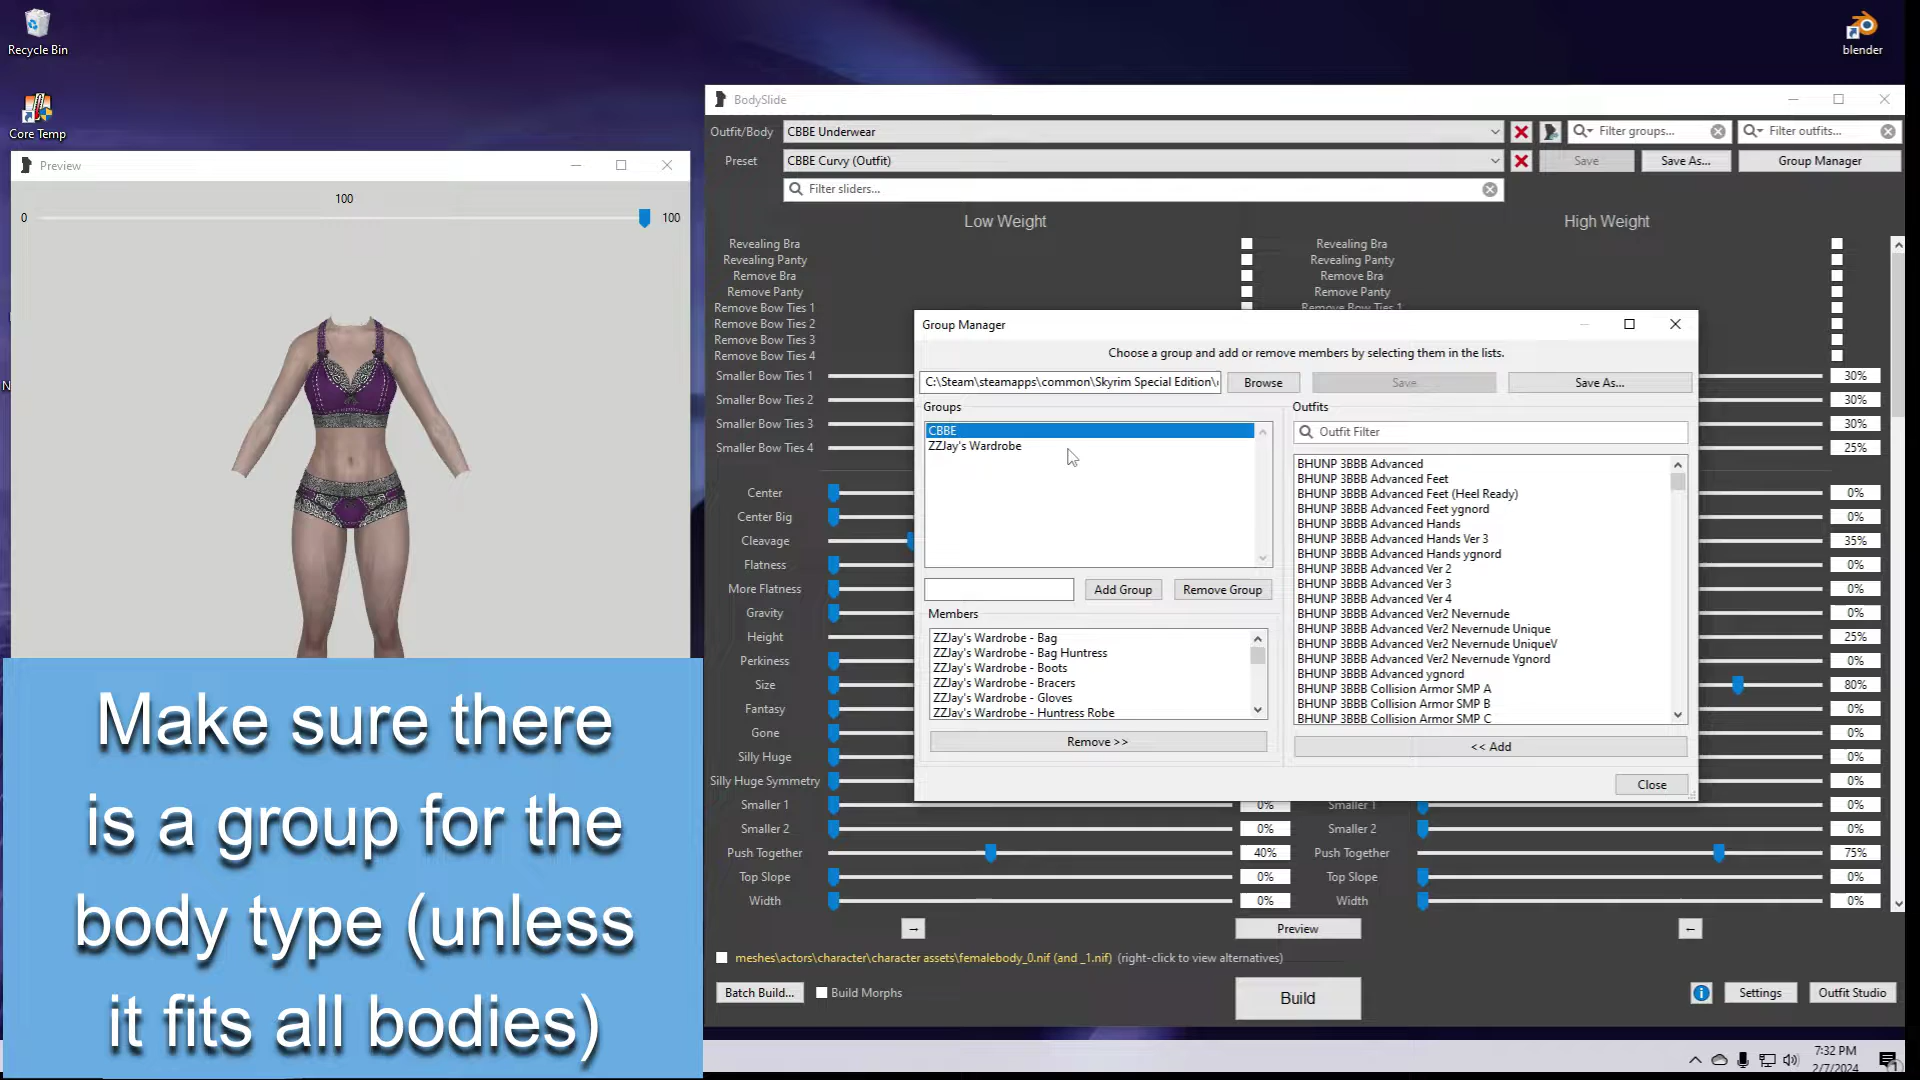 Recycle Bin
blender
Core Temp
Preview
100
0
100
BodySlide
Outfit/Body
CBBE Underwear
Filter groups...
Filter outfits...
Preset
CBBE Curvy (Outfit)
Save
Save As...
Group Manager
Filter sliders...
Low Weight
High Weight
Revealing Bra
Revealing Bra
Revealing Panty
Revealing Panty
Remove Bra
Remove Bra
Remove Panty
Remove Panty
Remove Bow Ties 1
Remove Bow Ties 1
Remove Bow Ties 2
Remove Bow Ties 3
Remove Bow Ties 4
Smaller Bow Ties 1
30%
Smaller Bow Ties 2
30%
Smaller Bow Ties 3
30%
Smaller Bow Ties 4
25%
Center
0%
Center Big
0%
Cleavage
35%
Flatness
0%
More Flatness
0%
Gravity
0%
Height
25%
Perkiness
0%
Size
80%
Fantasy
0%
Gone
0%
Silly Huge
0%
Silly Huge Symmetry
0%
Smaller 1
0%
Smaller 1
0%
Smaller 2
0%
Smaller 2
0%
Push Together
40%
Push Together
75%
Top Slope
0%
Top Slope
0%
Width
0%
Width
0%
Group Manager
Choose a group and add or remove members by selecting them in the lists.
C:\Steam\steamapps\common\Skyrim Special Edition\
Browse
Save
Save As...
Groups
CBBE
ZZJay's Wardrobe
Add Group
Remove Group
Members
ZZJay's Wardrobe - Bag
ZZJay's Wardrobe - Bag Huntress
ZZJay's Wardrobe - Boots
ZZJay's Wardrobe - Bracers
ZZJay's Wardrobe - Gloves
ZZJay's Wardrobe - Huntress Robe
Remove >>
Outfits
Outfit Filter
BHUNP 3BBB Advanced
BHUNP 3BBB Advanced Feet
BHUNP 3BBB Advanced Feet (Heel Ready)
BHUNP 3BBB Advanced Feet ygnord
BHUNP 3BBB Advanced Hands
BHUNP 3BBB Advanced Hands Ver 3
BHUNP 3BBB Advanced Hands ygnord
BHUNP 3BBB Advanced Ver 2
BHUNP 3BBB Advanced Ver 3
BHUNP 3BBB Advanced Ver 4
BHUNP 3BBB Advanced Ver2 Nevernude
BHUNP 3BBB Advanced Ver2 Nevernude Unique
BHUNP 3BBB Advanced Ver2 Nevernude UniqueV
BHUNP 3BBB Advanced Ver2 Nevernude Ygnord
BHUNP 3BBB Advanced ygnord
BHUNP 3BBB Collision Armor SMP A
BHUNP 3BBB Collision Armor SMP B
BHUNP 3BBB Collision Armor SMP C
<< Add
Close
Preview
meshes\actors\character\character assets\femalebody_0.nif (and _1.nif) (right-click to view alternatives)
Batch Build...
Build Morphs
Build
Settings
Outfit Studio
Make sure there
is a group for the
body type (unless
it fits all bodies)
7:32 PM
2/7/2024